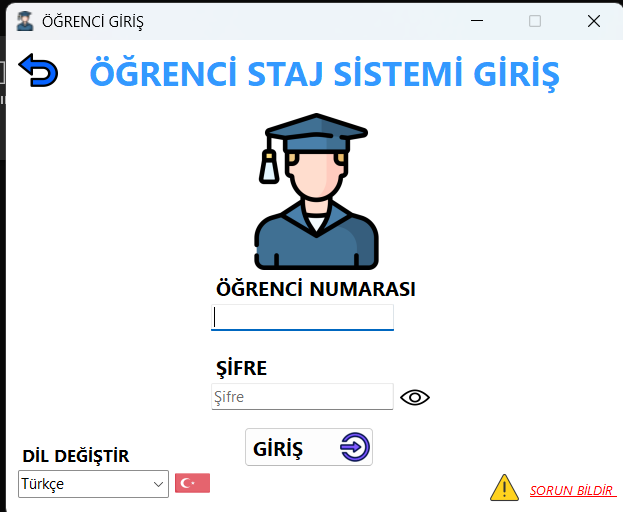 ÖĞRENCİ GİRİŞ
ÖĞRENCİ STAJ SİSTEMİ GİRİŞ
ÖĞRENCİ NUMARASI
ŞİFRE
Şifre
GİRİŞ
DİL DEĞİŞTİR
Türkçe
SORUN BİLDİR